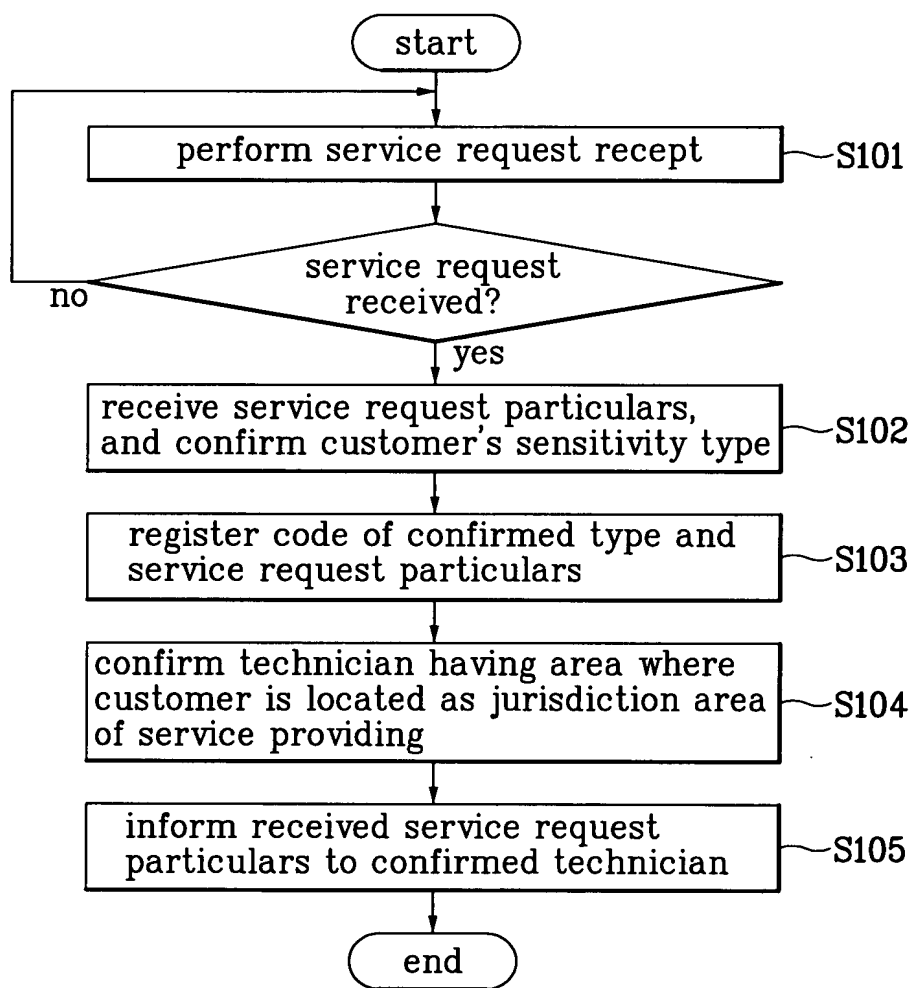 start
perform service request recept
S101
service request
received?
no
yes
receive service request particulars,
and confirm customer's sensitivity type
S102
register code of confirmed type and
service request particulars
S103
confirm technician having area where
customer is located as jurisdiction area
of service providing
S104
inform received service request
particulars to confirmed technician
S105
end